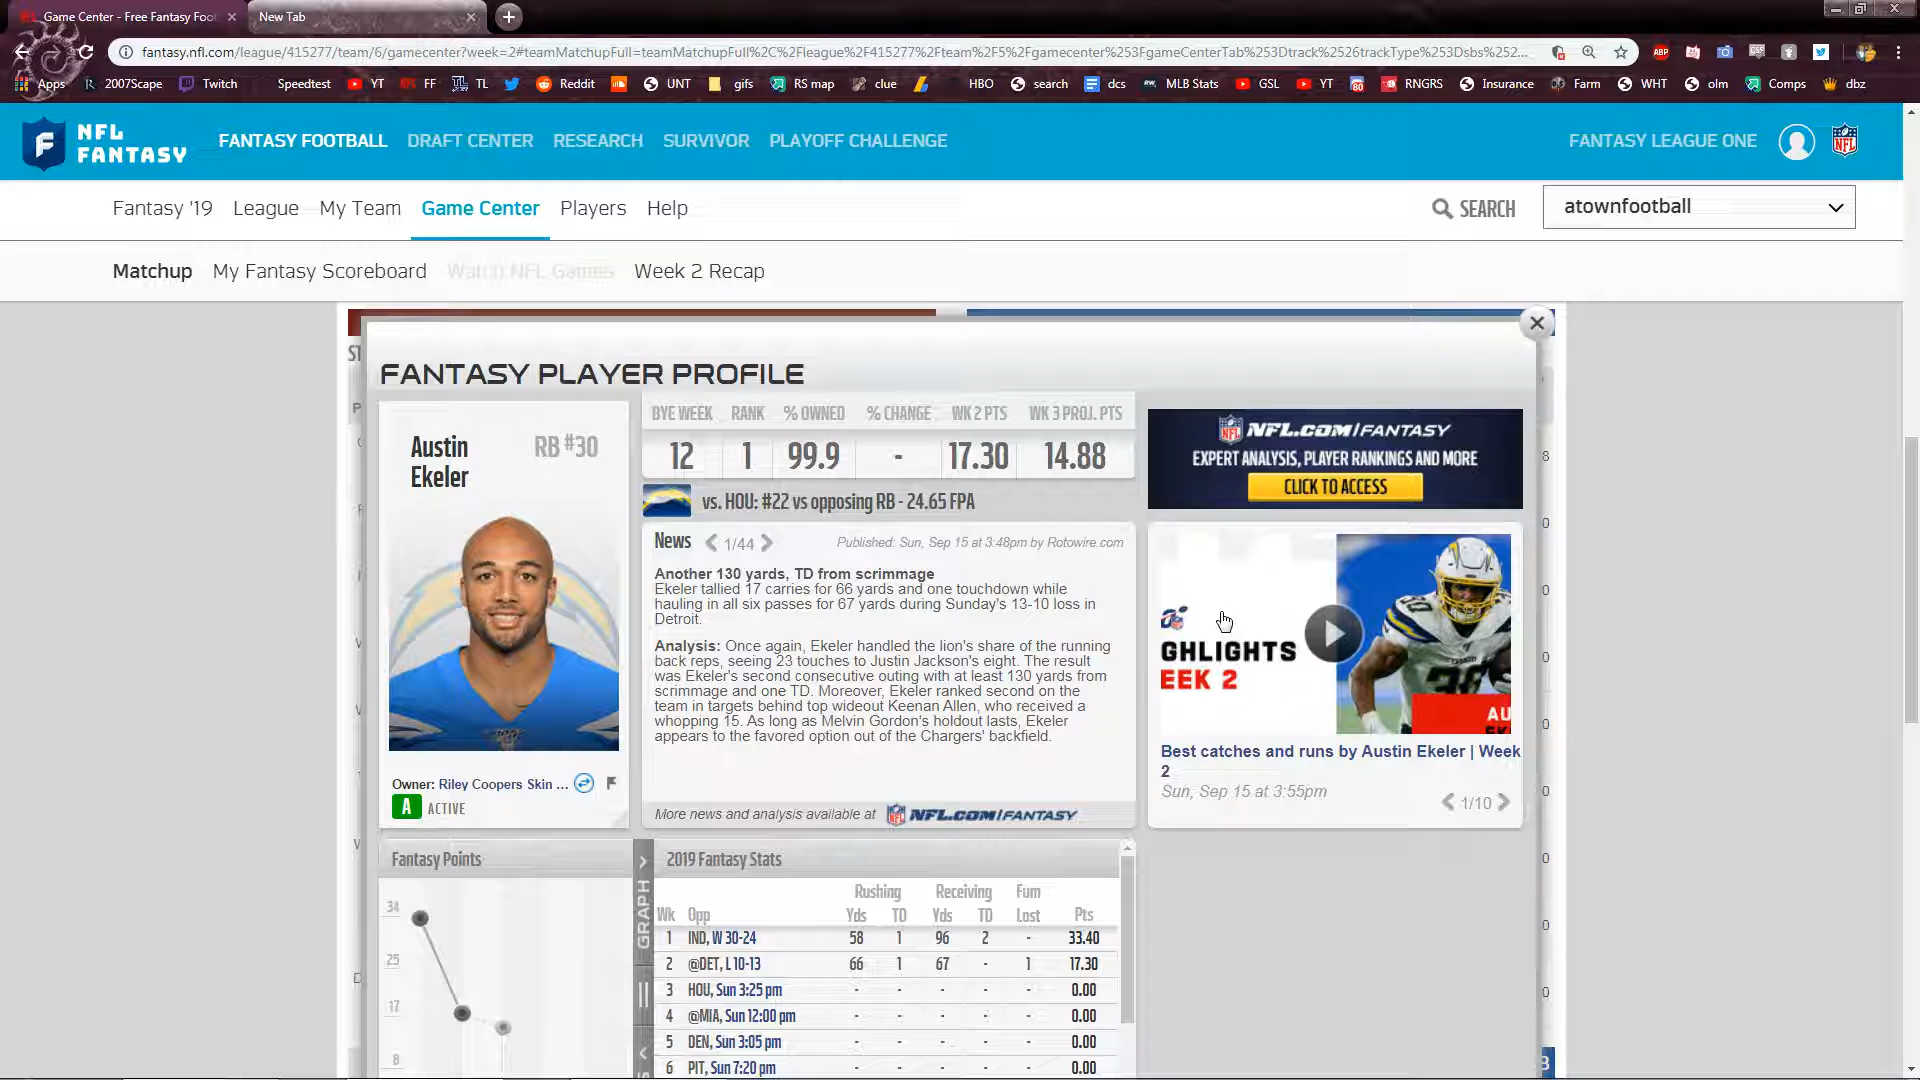 Game Center - Free Fantasy Foot
New Tab
fantasy.nfl.com/league/415277/team/6/gamecenter?week=2#teamMatchupFull=teamMatchupFull%2C%2Fleague%2F415277%2Fteam%2F5%2Fgamecenter%253FgameCenterTab%253Dtrack%2526trackType%253Dsbs%252...
ABP
Apps 2007Scape Twitch Speedtest YT FF TL Reddit UNT gifs RS map clue HBO search dcs MLB Stats GSL YT 80 RNGRS Insurance Farm WHT olm Comps dbz
F NFL FANTASY
FANTASY FOOTBALL DRAFT CENTER RESEARCH SURVIVOR PLAYOFF CHALLENGE FANTASY LEAGUE ONE NFL
Fantasy '19 League My Team Game Center Players Help SEARCH atownfootball
Matchup My Fantasy Scoreboard Watch NFL Games Week 2 Recap
FANTASY PLAYER PROFILE
Austin Ekeler RB #30
BYE WEEK RANK % OWNED % CHANGE WK 2 PTS WK 3 PROJ. PTS
12 1 99.9 - 17.30 14.88
vs. HOU: #22 vs opposing RB - 24.65 FPA
NFL.COM/FANTASY
EXPERT ANALYSIS, PLAYER RANKINGS AND MORE
CLICK TO ACCESS
News 1/44 Published: Sun, Sep 15 at 3:48pm by Rotowire.com
Another 130 yards, TD from scrimmage
Ekeler tallied 17 carries for 66 yards and one touchdown while
hauling in all six passes for 67 yards during Sunday's 13-10 loss in
Detroit.
Analysis: Once again, Ekeler handled the lion's share of the running
back reps, seeing 23 touches to Justin Jackson's eight. The result
was Ekeler's second consecutive outing with at least 130 yards from
scrimmage and one TD. Moreover, Ekeler ranked second on the
team in targets behind top wideout Keenan Allen, who received a
whopping 15. As long as Melvin Gordon's holdout lasts, Ekeler
appears to the favored option out of the Chargers' backfield.
More news and analysis available at NFL.COM/FANTASY
GHLIGHTS
EEK 2
AU
Best catches and runs by Austin Ekeler | Week
2
Sun, Sep 15 at 3:55pm
1/10
Owner: Riley Coopers Skin ...
A ACTIVE
Fantasy Points
34
25
17
8
GRAPH
2019 Fantasy Stats
Rushing Receiving Fum
Wk Opp Yds TD Yds TD Lost Pts
1 IND, W 30-24 58 1 96 2 - 33.40
2 @DET, L 10-13 66 1 67 - 1 17.30
3 HOU, Sun 3:25 pm - - - - - 0.00
4 @MIA, Sun 12:00 pm - - - - - 0.00
5 DEN, Sun 3:05 pm - - - - - 0.00
6 PIT, Sun 7:20 pm - - - - - 0.00